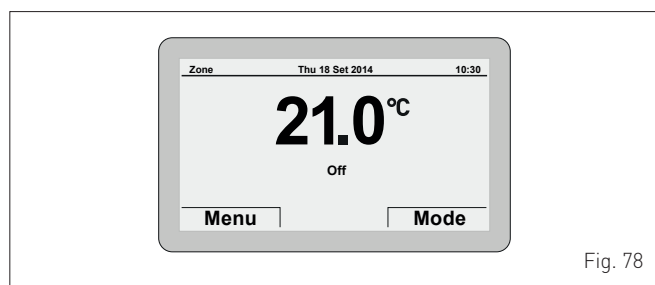 Zone Thu 18 Set 2014 10:30
21.0°C
Off
Menu Mode
Fig. 78